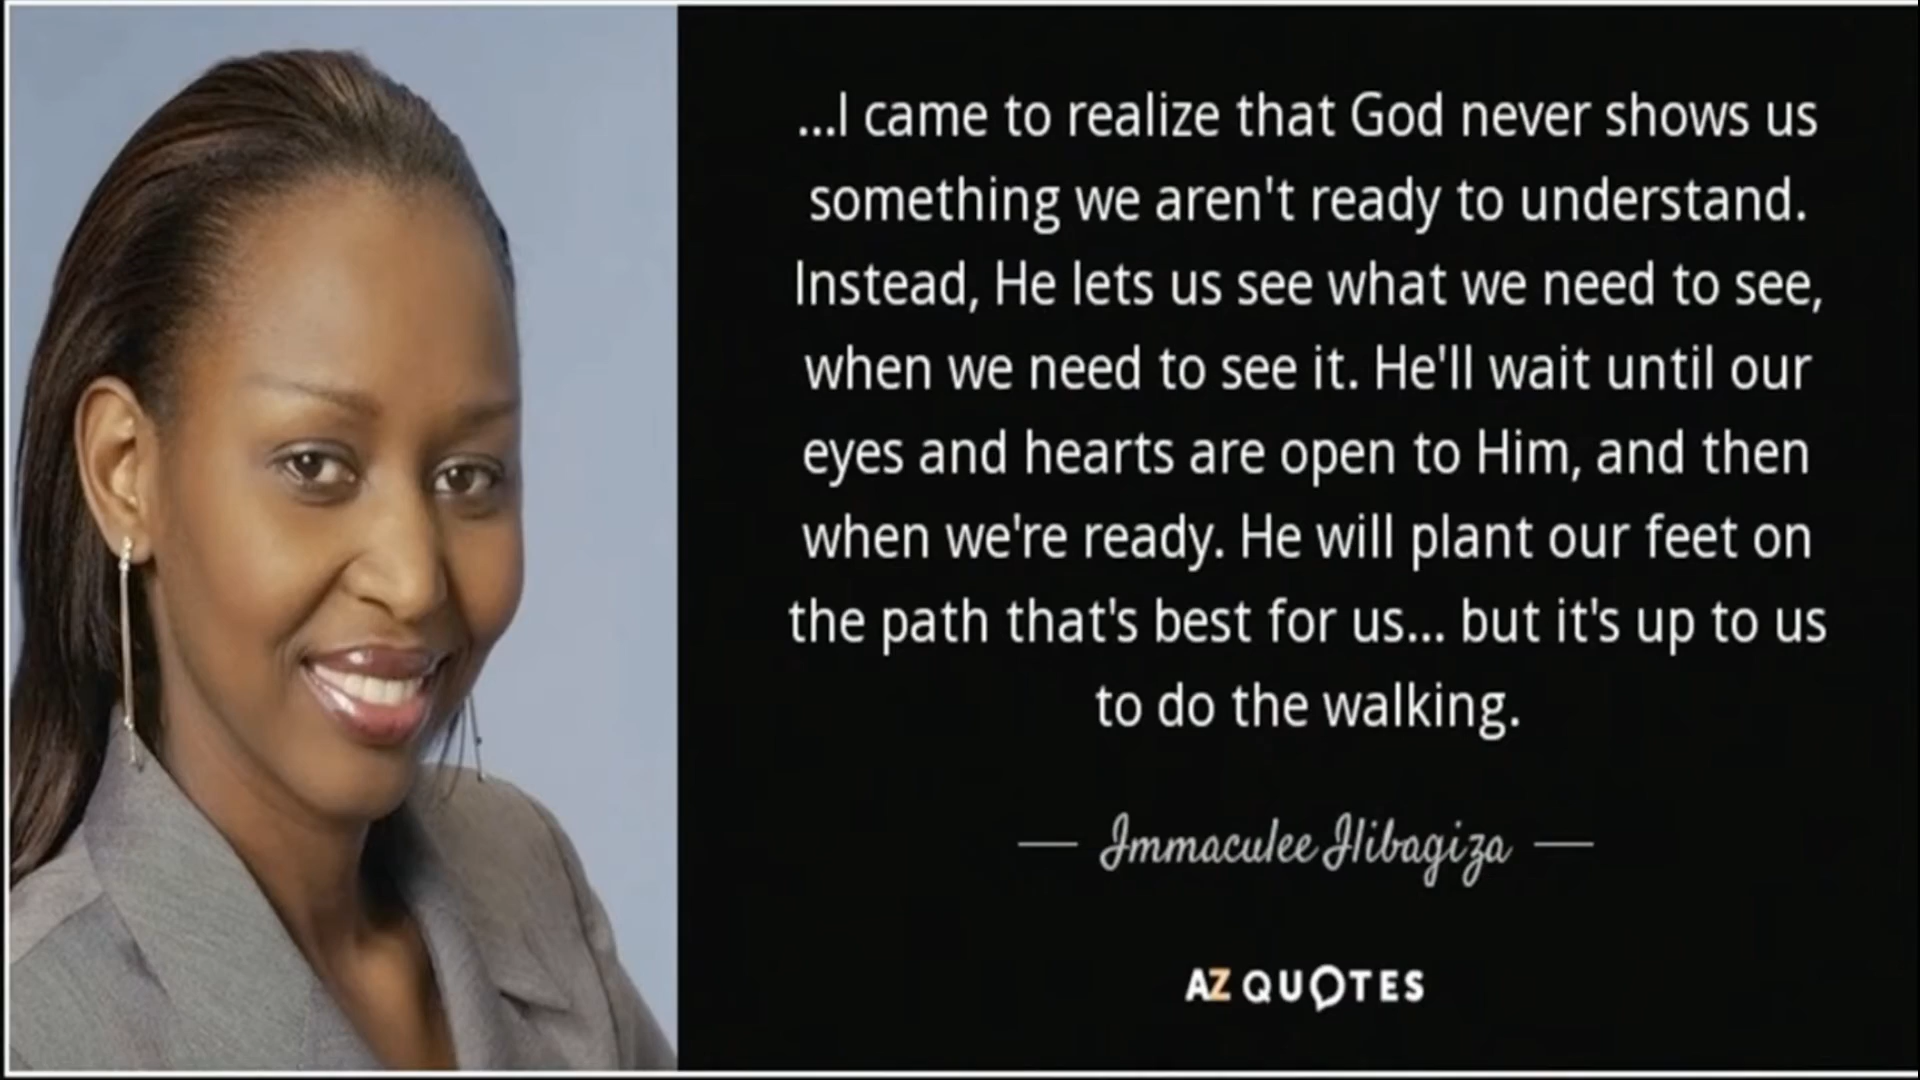 ...I came to realize that God never shows us
something we aren't ready to understand.
Instead, He lets us see what we need to see,
when we need to see it. He'll wait until our
eyes and hearts are open to Him, and then
when we're ready. He will plant our feet on
the path that's best for us... but it's up to us
to do the walking.
— Immaculee Ilibagiza —
AZ QUOTES